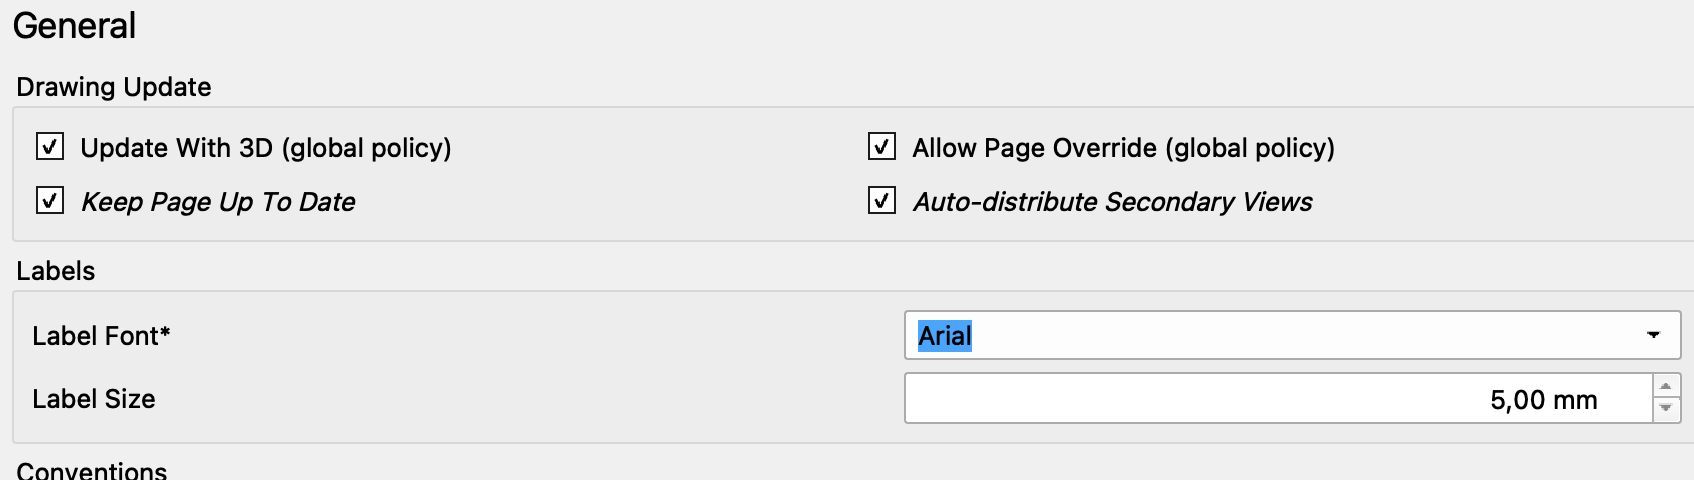 General
Drawing Update
Update With 3D (global policy)
Allow Page Override (global policy)
Keep Page Up To Date
Auto-distribute Secondary Views
Labels
Label Font*
Arial
Label Size
5,00 mm
Conventions